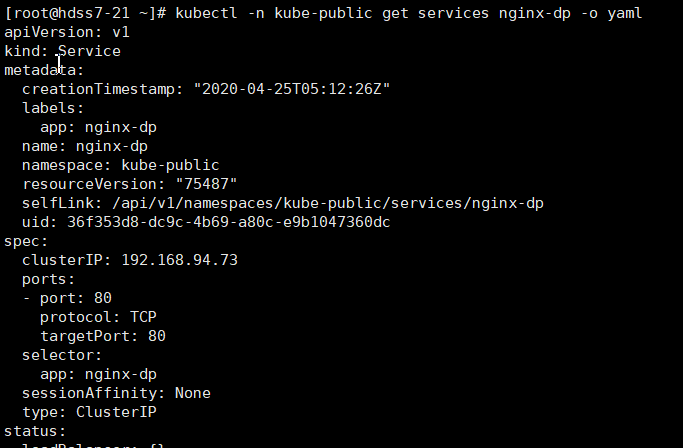 [root@hdss7-21 ~]# kubectl -n kube-public get services nginx-dp -o yaml
apiVersion: v1
kind: Service
metadata:
  creationTimestamp: "2020-04-25T05:12:26Z"
  labels:
    app: nginx-dp
  name: nginx-dp
  namespace: kube-public
  resourceVersion: "75487"
  selfLink: /api/v1/namespaces/kube-public/services/nginx-dp
  uid: 36f353d8-dc9c-4b69-a80c-e9b1047360dc
spec:
  clusterIP: 192.168.94.73
  ports:
  - port: 80
    protocol: TCP
    targetPort: 80
  selector:
    app: nginx-dp
  sessionAffinity: None
  type: ClusterIP
status:
  loadBalancer: {}